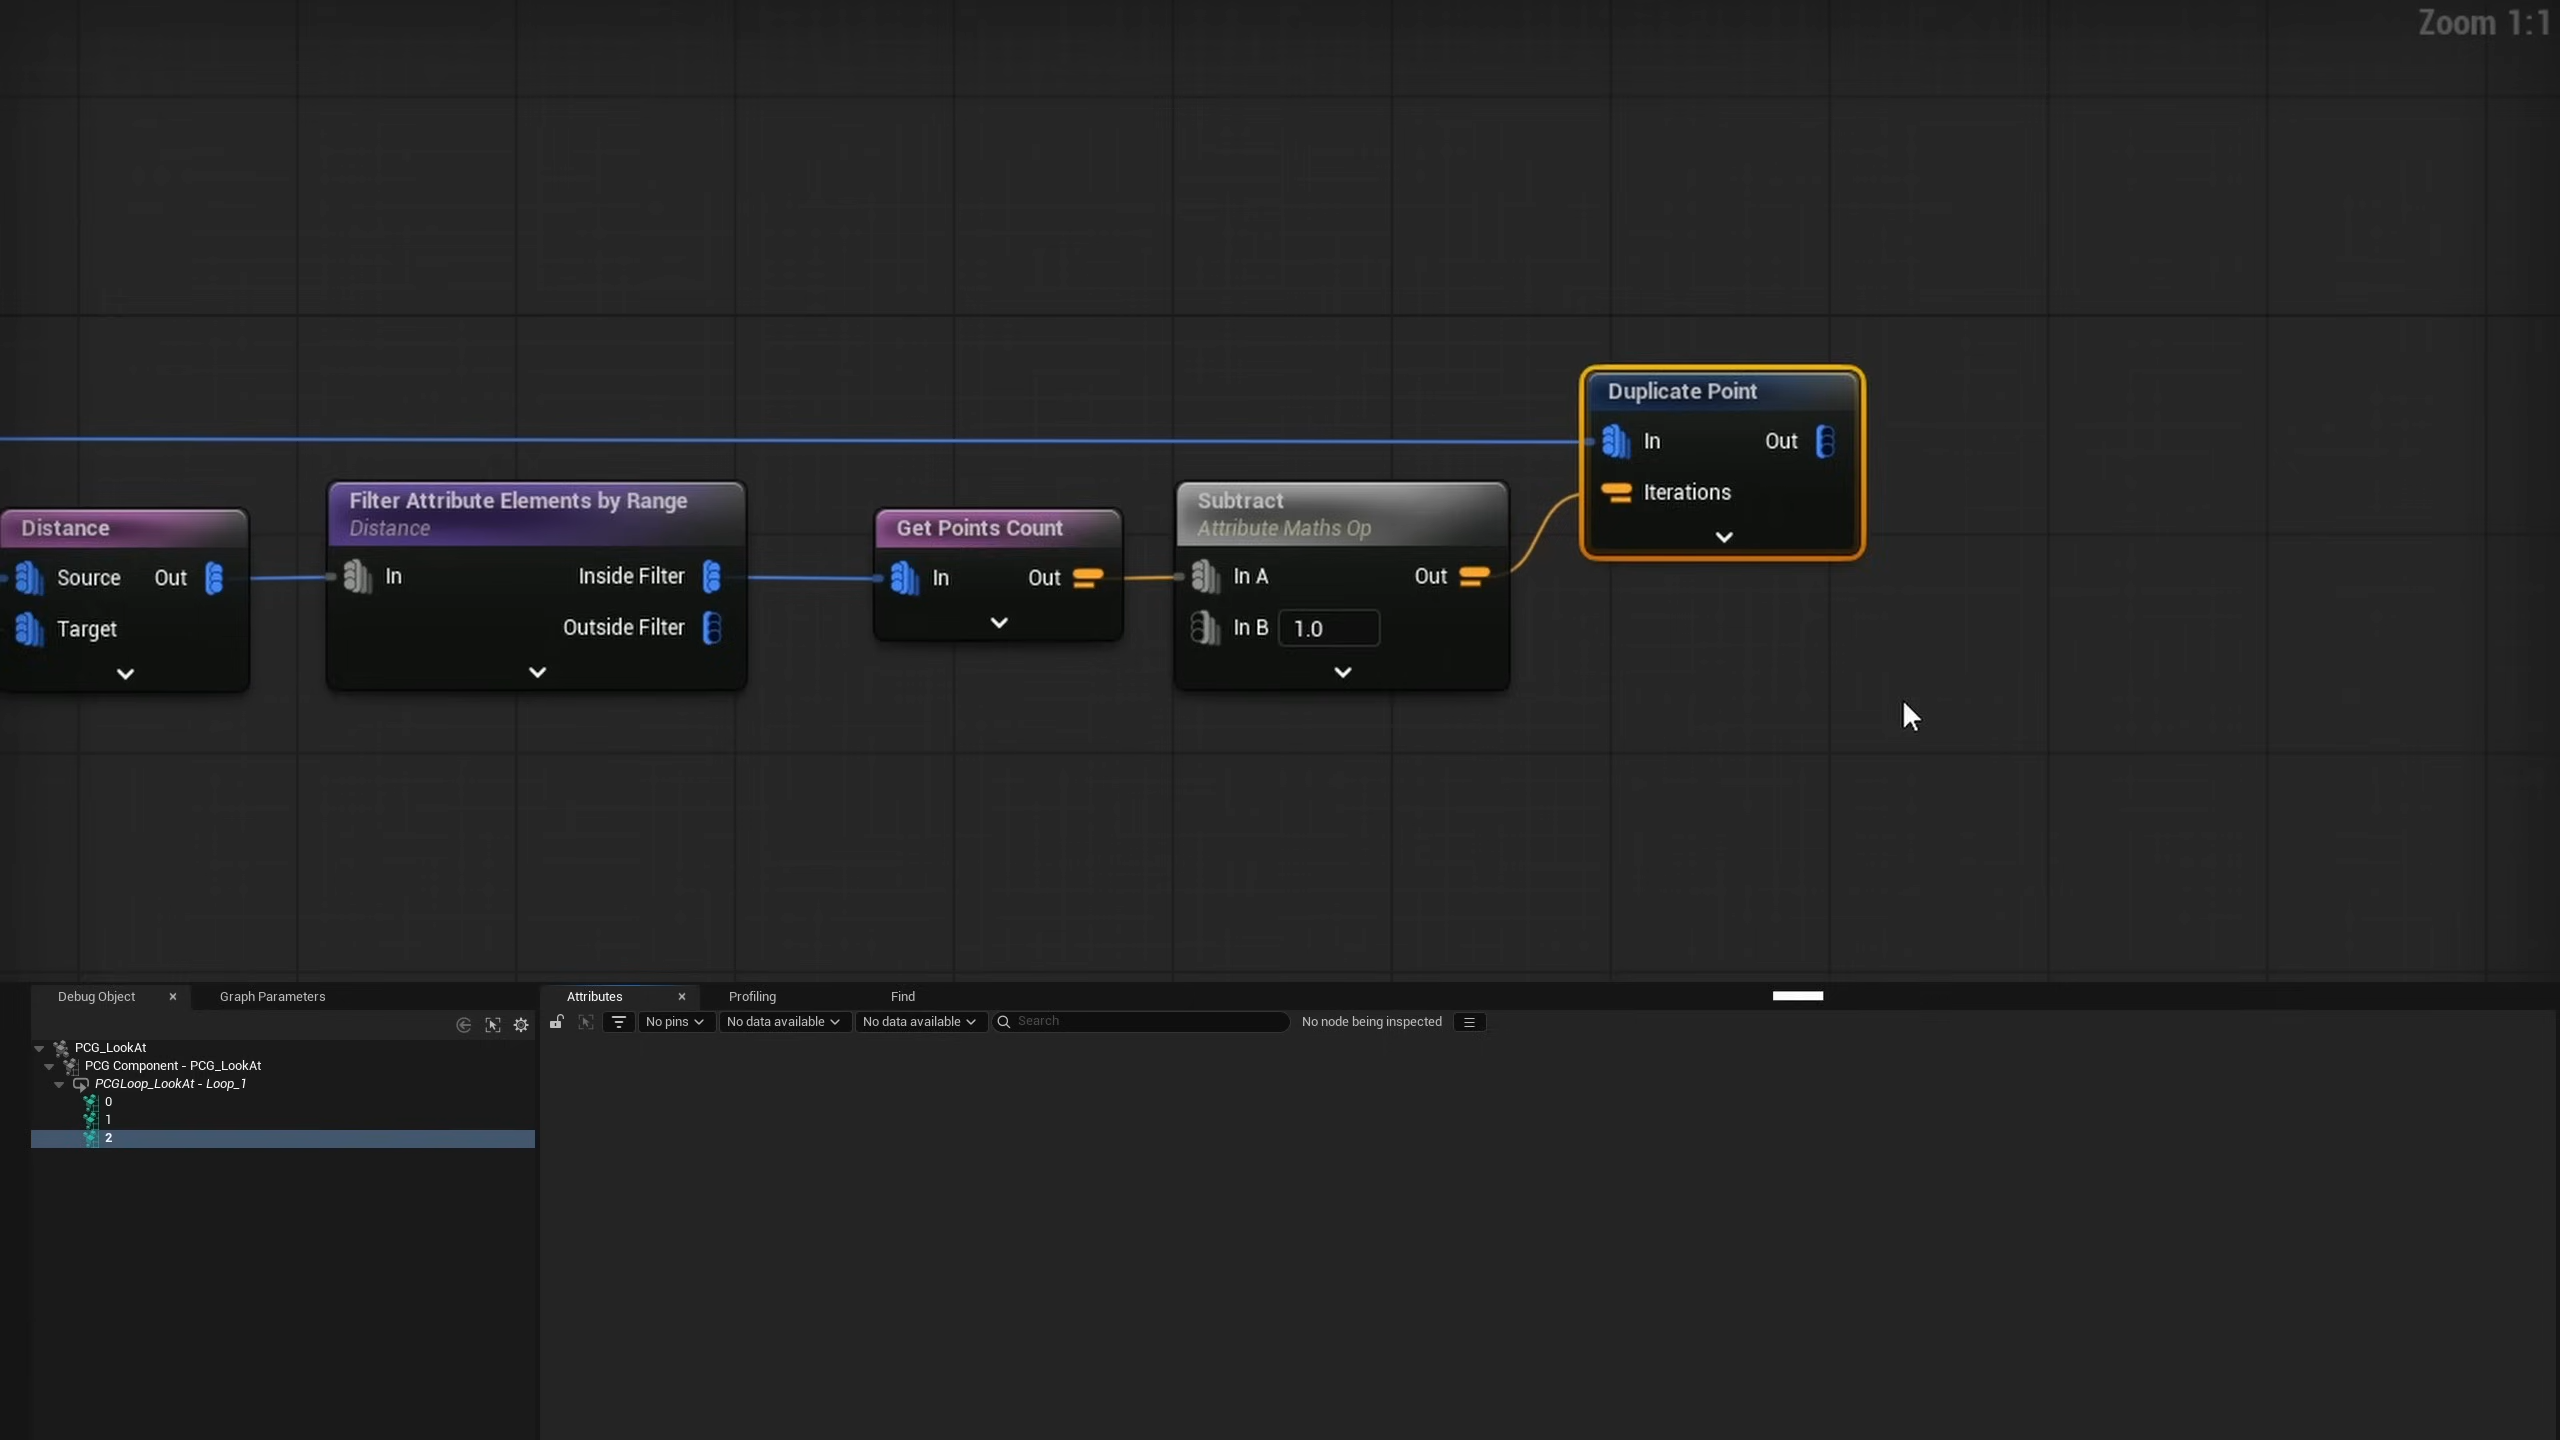 Zoom 1:1
Duplicate Point
In Out
Iterations
Distance
Source Out
Target
Filter Attribute Elements by Range
Distance
In Inside Filter
Outside Filter
Get Points Count
In Out
Subtract
Attribute Maths Op
In A Out
In B 1.0
Debug Object × Graph Parameters
Attributes × Profiling Find
No pins No data available No data available Search No node being inspected
PCG_LookAt
PCG Component - PCG_LookAt
PCGLoop_LookAt - Loop_1
0
1
2